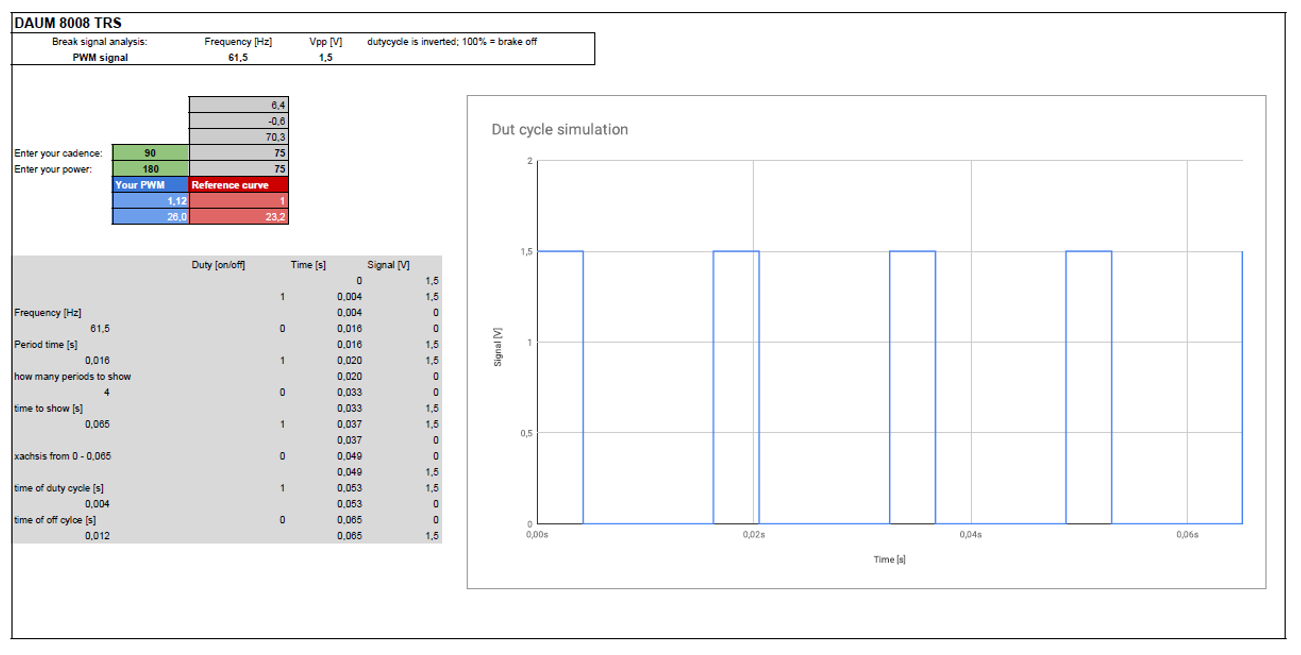 DAUM 8008 TRS
Break signal analysis: Frequency [Hz] Vpp [V] dutycycle is inverted; 100% = brake off
PWM signal 61,5 1,5
6,4
-0,6
70,3
Enter your cadence: 90 75
Enter your power: 180 75
Your PWM Reference curve
1,12 1
26,0 23,2
Duty [on/off] Time [s] Signal [V]
0 1,5
1 0,004 1,5
Frequency [Hz] 0,004 0
61,5 0 0,016 0
Period time [s] 0,016 1,5
0,016 1 0,020 1,5
how many periods to show 0,020 0
4 0 0,033 0
time to show [s] 0,033 1,5
0,065 1 0,037 1,5
0,037 0
xachsis from 0 - 0,065 0 0,049 0
0,049 1,5
time of duty cycle [s] 1 0,053 1,5
0,004 0,053 0
time of off cylce [s] 0 0,065 0
0,012 0,065 1,5
Dut cycle simulation
2
1,5
1
0,5
0
Signal [V]
0,00s 0,02s 0,04s 0,06s
Time [s]